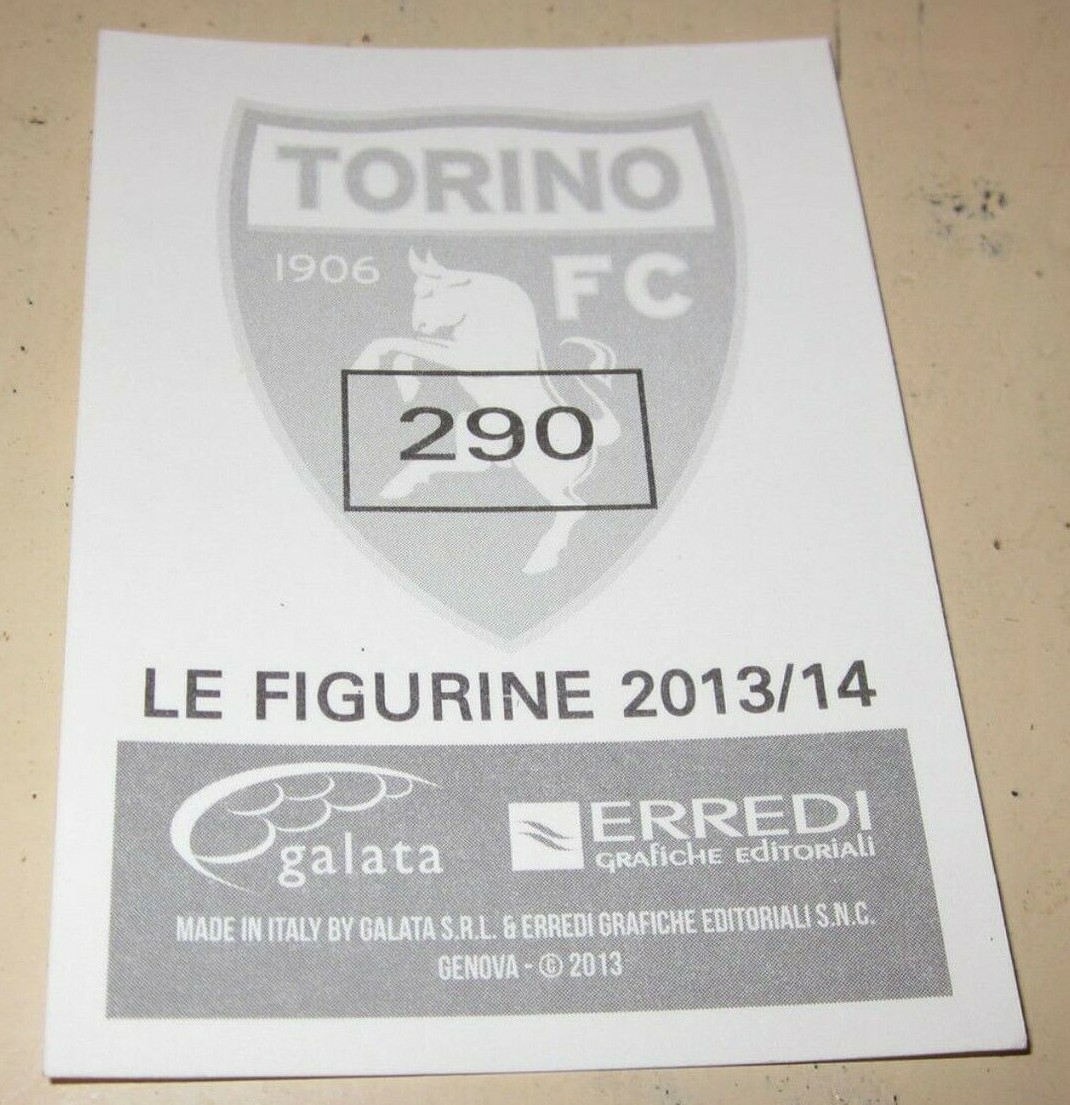 TORINO
1906 FC
290
LE FIGURINE 2013/14
galata ERREDI
GRAfiCHE EdiTORIAli
MADE IN ITALY BY GALATA S.R.L. & ERREDI GRAFICHE EDITORIALI S.N.C.
GENOVA - © 2013